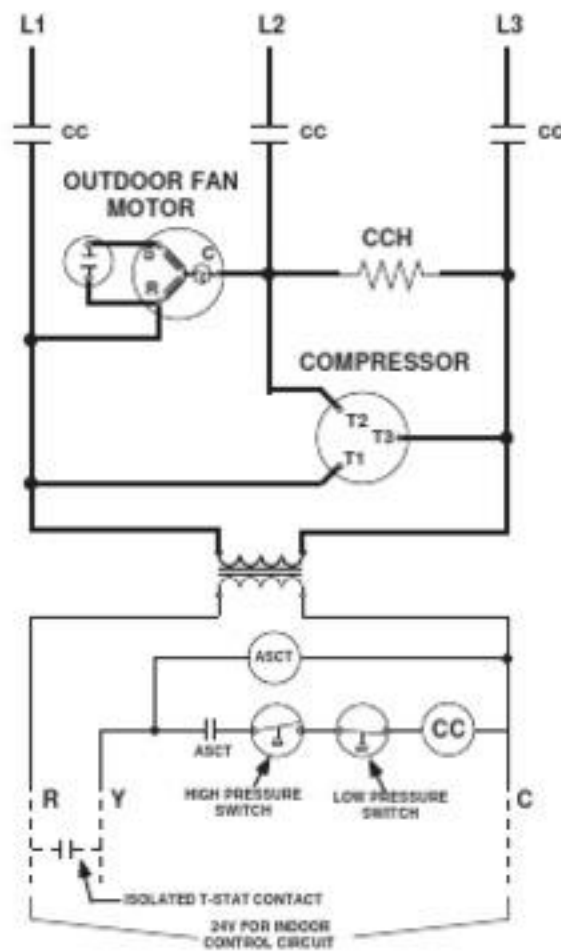 L1
L2
L3
CC
CC
CC
OUTDOOR FAN
MOTOR
C
R
CCH
COMPRESSOR
T2
T3
T1
ASCT
ASCT
CC
HIGH PRESSURE
SWITCH
LOW PRESSURE
SWITCH
R
Y
C
ISOLATED T-STAT CONTACT
24V FOR INDOOR
CONTROL CIRCUIT